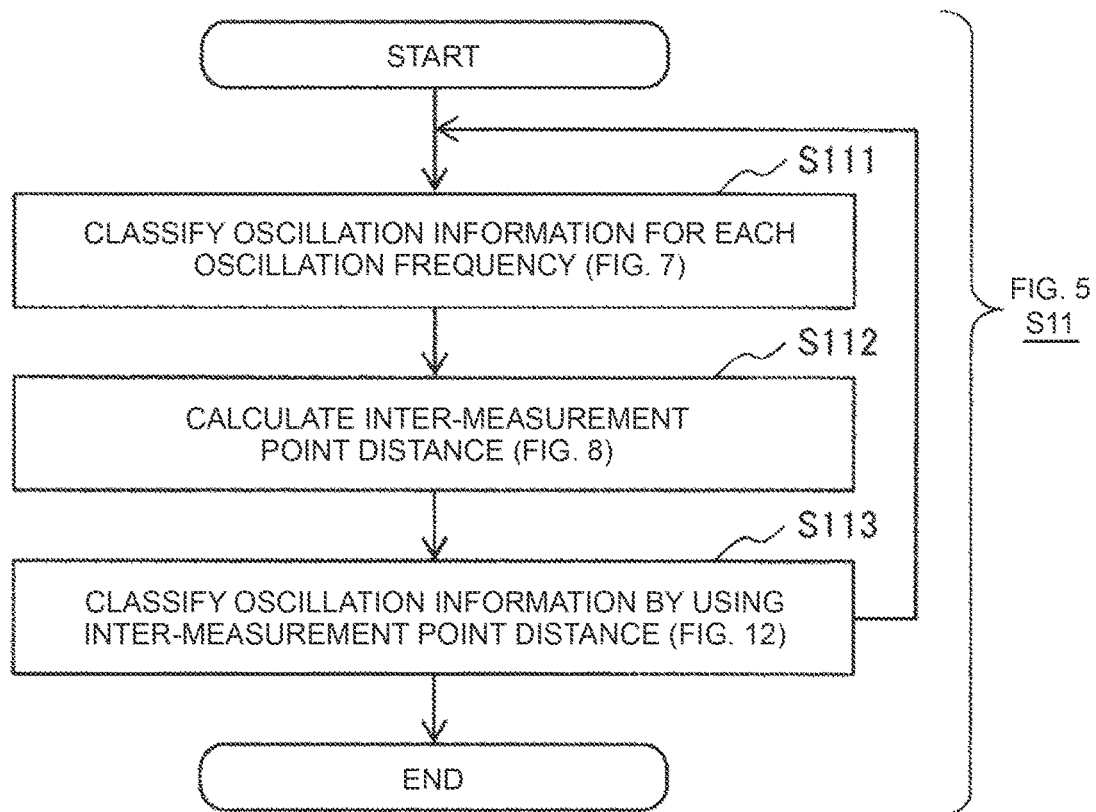 START
S111
CLASSIFY OSCILLATION INFORMATION FOR EACH
OSCILLATION FREQUENCY (FIG. 7)
FIG. 5
S11
S112
CALCULATE INTER-MEASUREMENT
POINT DISTANCE (FIG. 8)
S113
CLASSIFY OSCILLATION INFORMATION BY USING
INTER-MEASUREMENT POINT DISTANCE (FIG. 12)
END